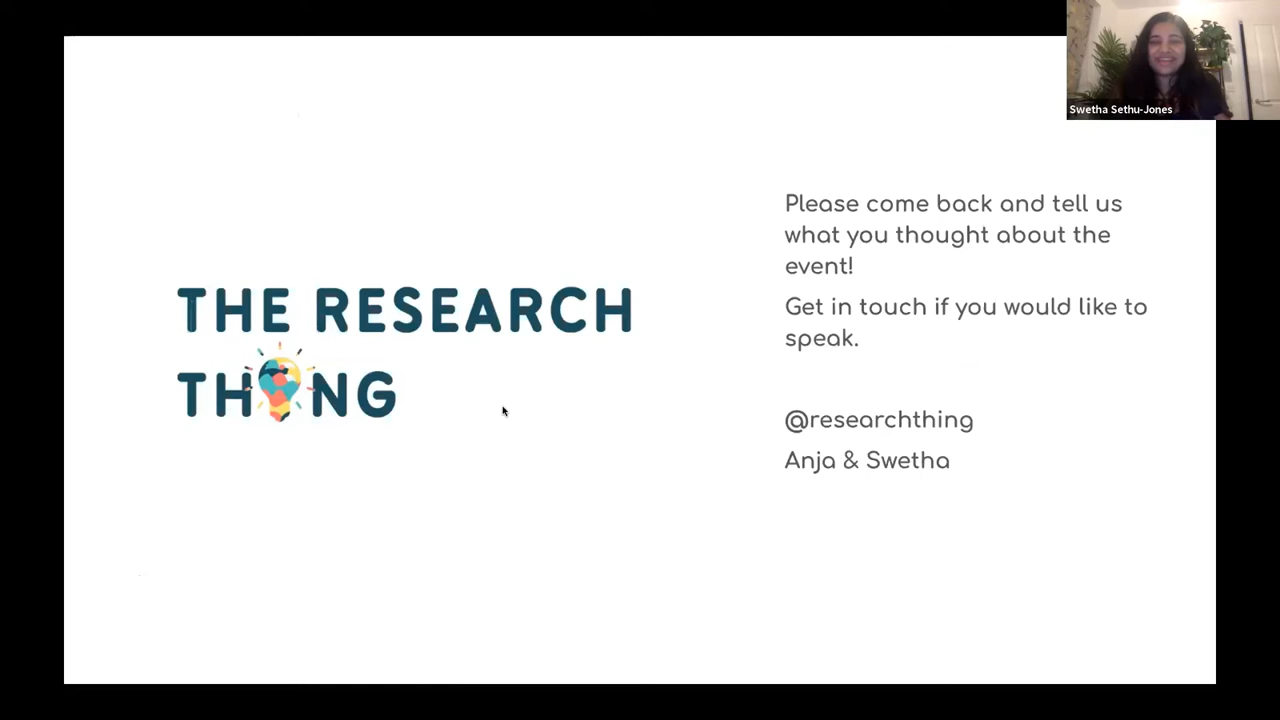 Swetha Sethu-Jones
Please come back and tell us
what you thought about the
event!
Get in touch if you would like to
speak.
THE RESEARCH
THING
@researchthing
Anja & Swetha